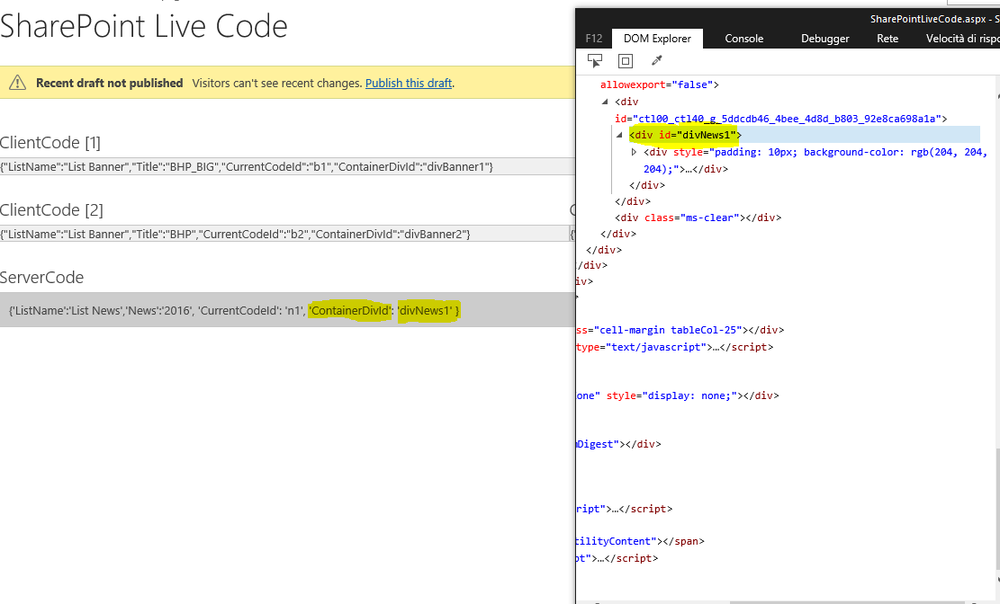 SharePoint Live Code
Recent draft not published Visitors can't see recent changes. Publish this draft.
ClientCode [1]
{"ListName":"List Banner","Title":"BHP_BIG","CurrentCodeId":"b1","ContainerDivId":"divBanner1"}
ClientCode [2]
{"ListName":"List Banner","Title":"BHP","CurrentCodeId":"b2","ContainerDivId":"divBanner2"}
ServerCode
{'ListName':'List News','News':'2016', 'CurrentCodeId': 'n1', 'ContainerDivId': 'divNews1' }
SharePointLiveCode.aspx - S
F12 DOM Explorer Console Debugger Rete Velocità di rispo
allowexport="false">
<div
id="ctl00_ctl40_g_5ddcdb46_4bee_4d8d_b803_92e8ca698a1a">
<div id="divNews1">
<div style="padding: 10px; background-color: rgb(204, 204,
204);">…</div>
</div>
</div>
<div class="ms-clear"></div>
</div>
</div>
/div>
iv>
>
ss="cell-margin tableCol-25"></div>
type="text/javascript">…</script>
one" style="display: none;"></div>
mDigest"></div>
ript">…</script>
tilityContent"></span>
pt">…</script>